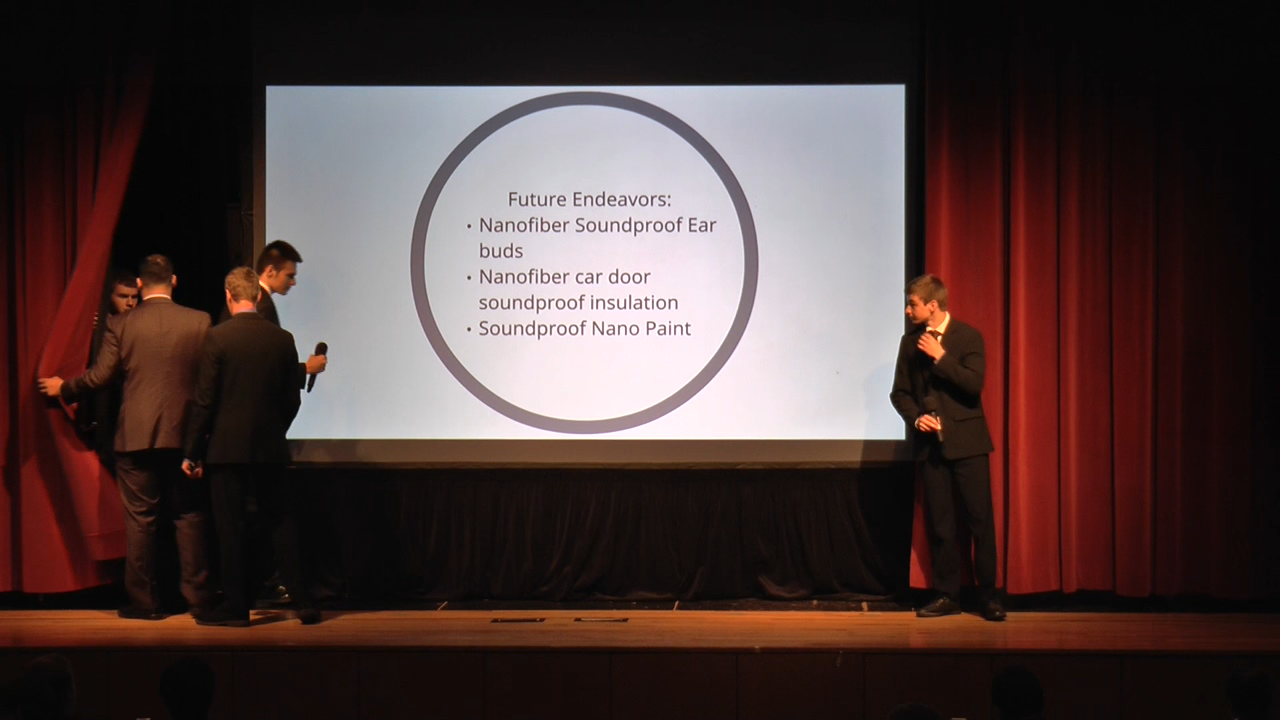 Future Endeavors:
• Nanofiber Soundproof Ear
buds
• Nanofiber car door
soundproof insulation
• Soundproof Nano Paint